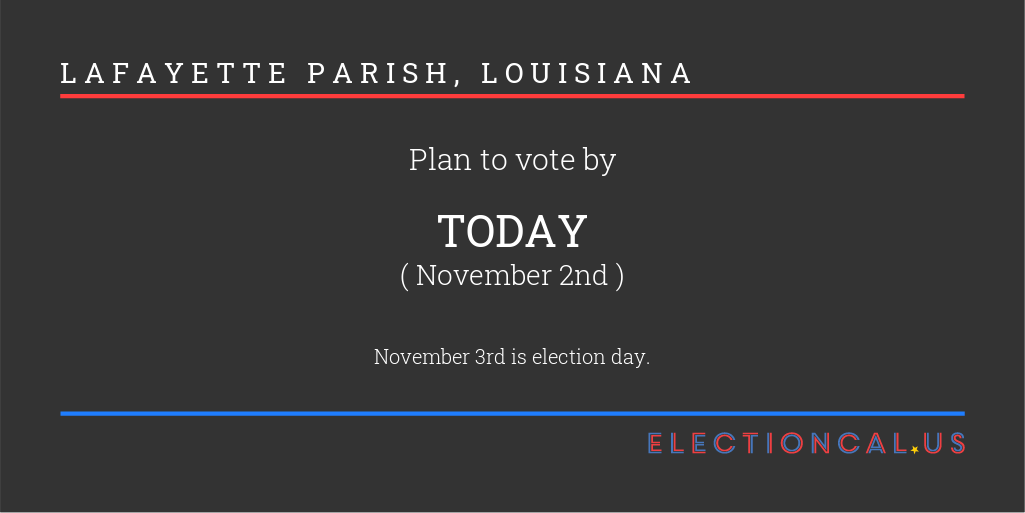 LAFAYETTE PARISH, LOUISIANA
Plan to vote by
TODAY
( November 2nd )
November 3rd is election day.
ELECTIONCAL.US